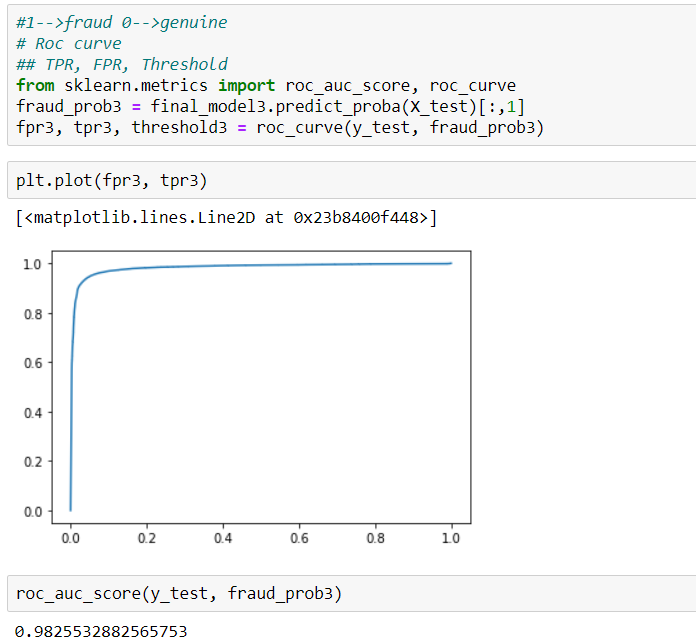 #1-->fraud 0-->genuine
# Roc curve
## TPR, FPR, Threshold
from sklearn.metrics import roc_auc_score, roc_curve
fraud_prob3 = final_model3.predict_proba(X_test)[:,1]
fpr3, tpr3, threshold3 = roc_curve(y_test, fraud_prob3)
plt.plot(fpr3, tpr3)
[<matplotlib.lines.Line2D at 0x23b8400f448>]
1.0
0.8
0.6
0.4
0.2
0.0
0.0 0.2 0.4 0.6 0.8 1.0
roc_auc_score(y_test, fraud_prob3)
0.9825532882565753